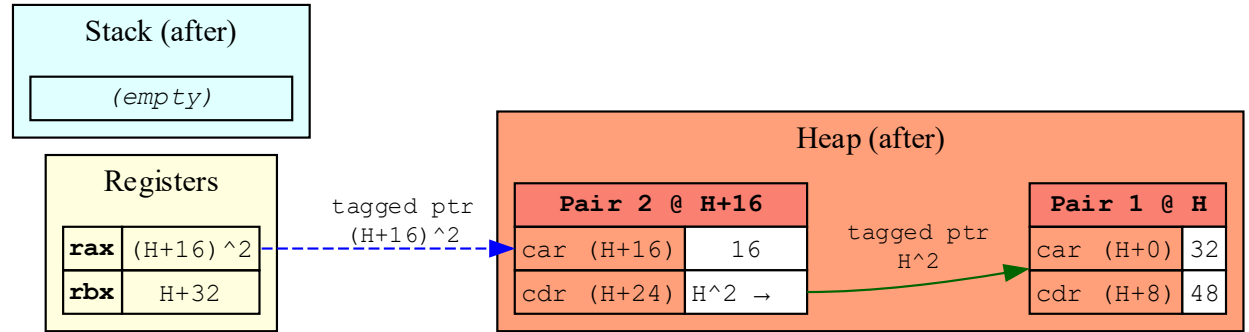 Stack (after)
(empty)
Registers
rax (H+16)^2
rbx H+32
tagged ptr
(H+16)^2
Heap (after)
Pair 2 @ H+16
car (H+16) 16
cdr (H+24) H^2 →
tagged ptr
H^2
Pair 1 @ H
car (H+0) 32
cdr (H+8) 48